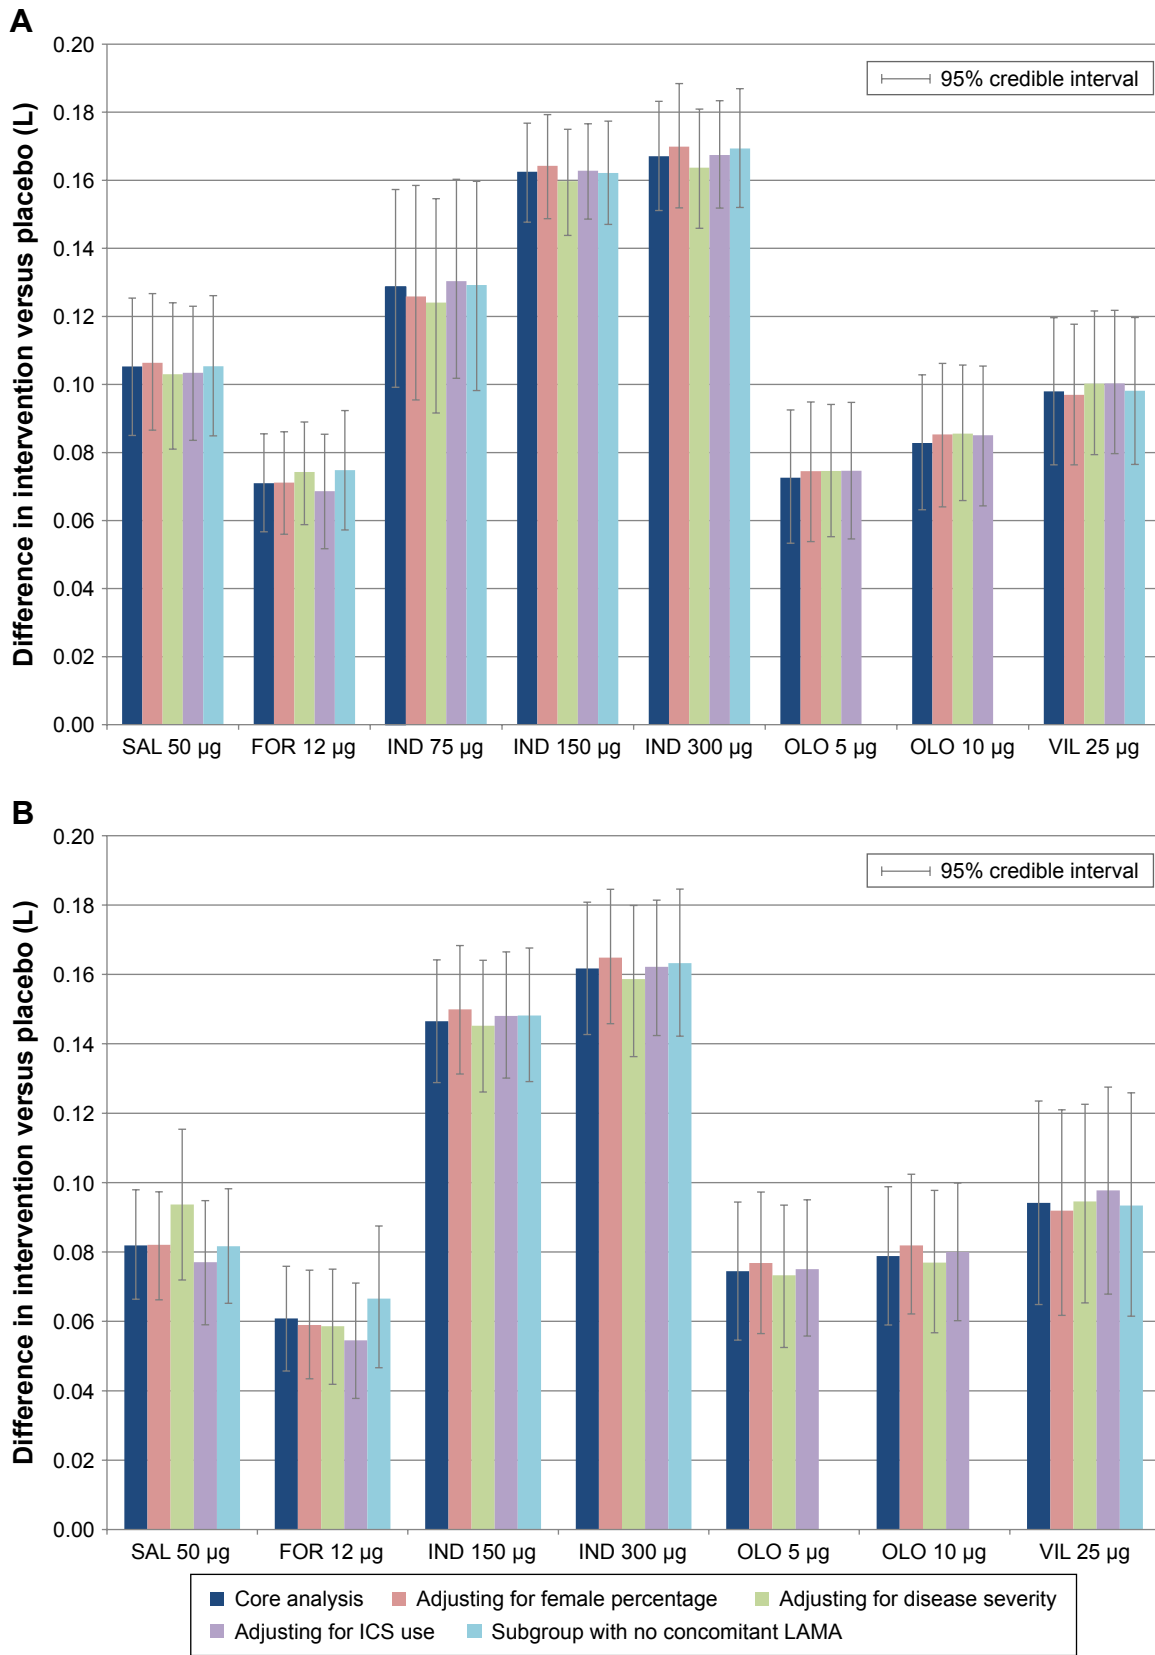 A
Difference in intervention versus placebo (L)
0.20
0.18
0.16
0.14
0.12
0.10
0.08
0.06
0.04
0.02
0.00
95% credible interval
SAL 50 µg FOR 12 µg IND 75 µg IND 150 µg IND 300 µg OLO 5 µg OLO 10 µg VIL 25 µg
B
Difference in intervention versus placebo (L)
0.20
0.18
0.16
0.14
0.12
0.10
0.08
0.06
0.04
0.02
0.00
95% credible interval
SAL 50 µg FOR 12 µg IND 150 µg IND 300 µg OLO 5 µg OLO 10 µg VIL 25 µg
Core analysis Adjusting for female percentage Adjusting for disease severity
Adjusting for ICS use Subgroup with no concomitant LAMA